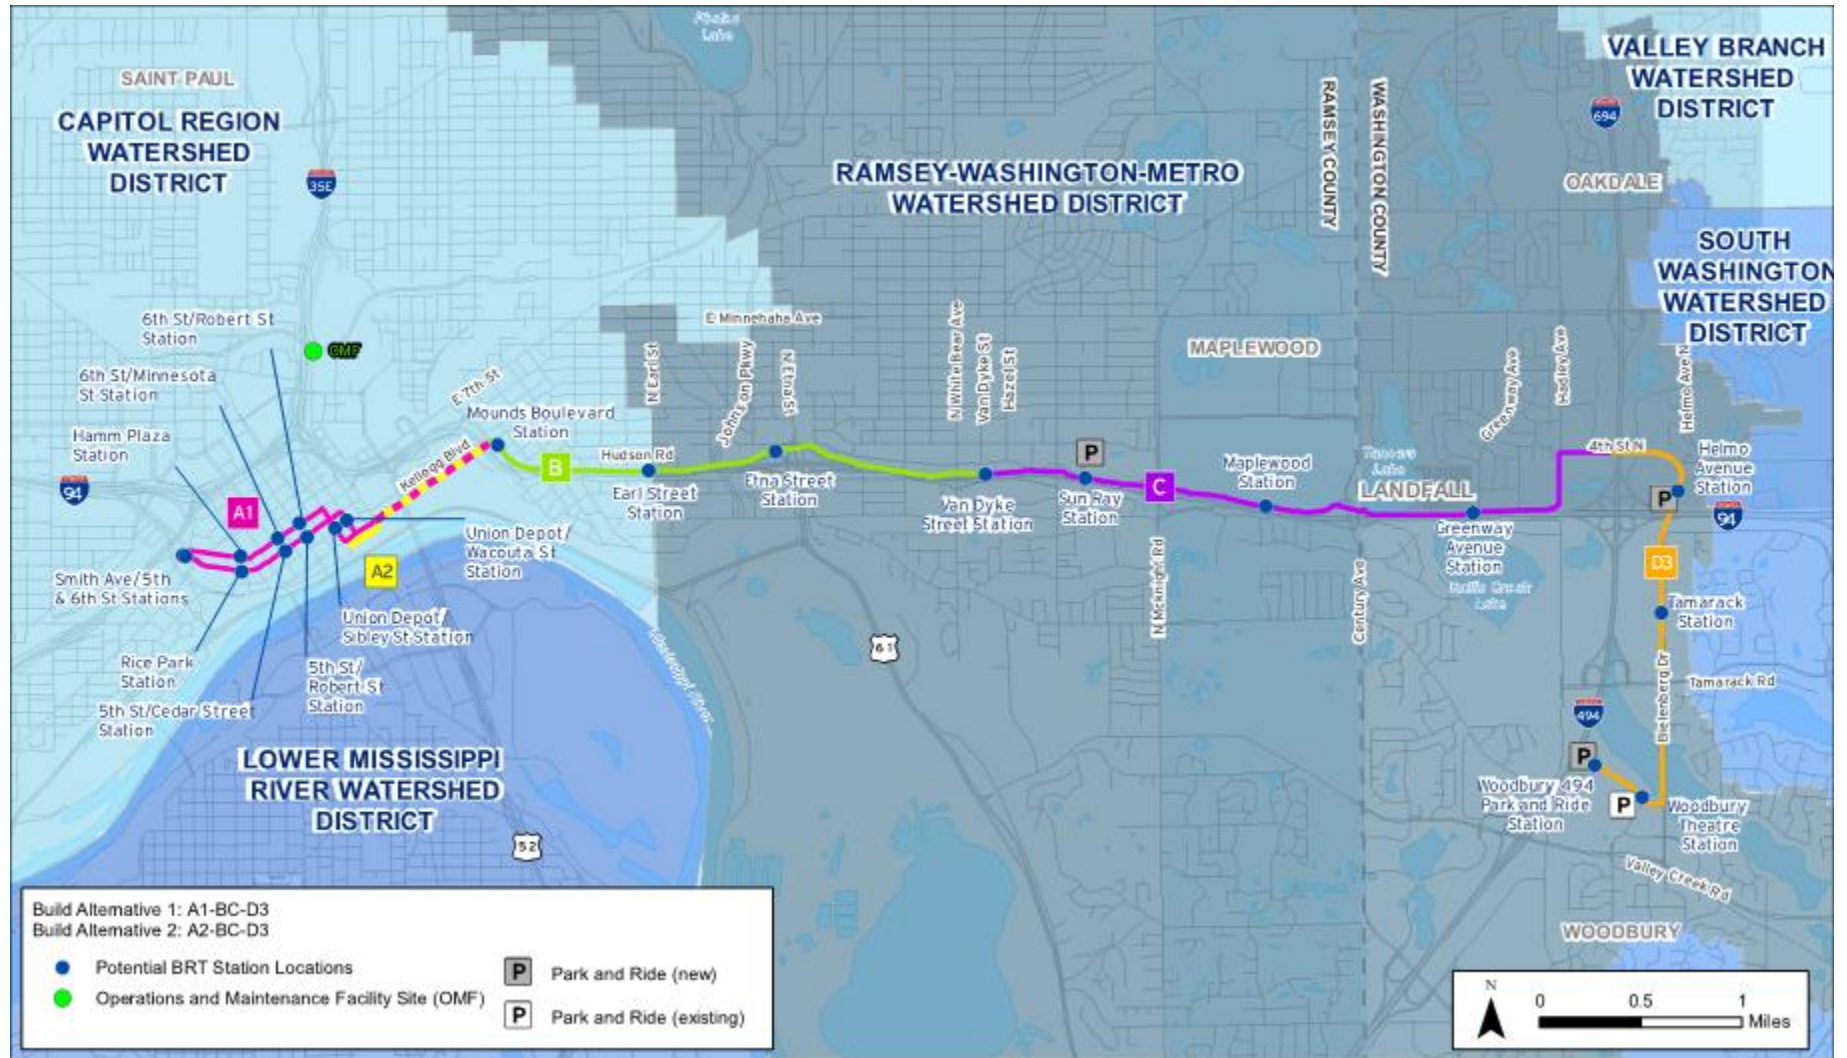 SAINT PAUL
CAPITOL REGION
WATERSHED
DISTRICT
35E
Lake
RAMSEY-WASHINGTON-METRO
WATERSHED DISTRICT
RAMSEY COUNTY
WASHINGTON COUNTY
VALLEY BRANCH
WATERSHED
DISTRICT
694
OAKDALE
SOUTH
WASHINGTON
WATERSHED
DISTRICT
6th St/Robert St
Station
OMF
6th St/Minnesota
St Station
Hamm Plaza
Station
94
A1
E 7th St
Mounds Boulevard
Station
Kellogg Blvd
B
Hudson Rd
N Earl St
Earl Street
Station
E Minnehaha Ave
Johnson Pkwy
N Etna St
Etna Street
Station
N White Bear Ave
Van Dyke St
Hazel St
Van Dyke
Street Station
P
Sun Ray
Station
C
MAPLEWOOD
Maplewood
Station
N Mcknight Rd
Century Ave
Tanners
Lake
LANDFALL
Greenway Ave
Hadley Ave
Helmo Ave N
4th St N
Helmo
Avenue
Station
P
94
Greenway
Avenue
Station
Battle Creek
Lake
D3
Tamarack
Station
Tamarack Rd
Bielenberg Dr
494
P
Woodbury 494
Park and Ride
Station
P
Woodbury
Theatre
Station
Valley Creek Rd
WOODBURY
Smith Ave/5th
& 6th St Stations
A2
Union Depot/
Wacouta St
Station
Union Depot/
Sibley St Station
Rice Park
Station
5th St/
Robert St
Station
5th St/Cedar Street
Station
61
Mississippi River
LOWER MISSISSIPPI
RIVER WATERSHED
DISTRICT
52
Build Alternative 1: A1-BC-D3
Build Alternative 2: A2-BC-D3
Potential BRT Station Locations
Operations and Maintenance Facility Site (OMF)
P Park and Ride (new)
P Park and Ride (existing)
N
0 0.5 1
Miles